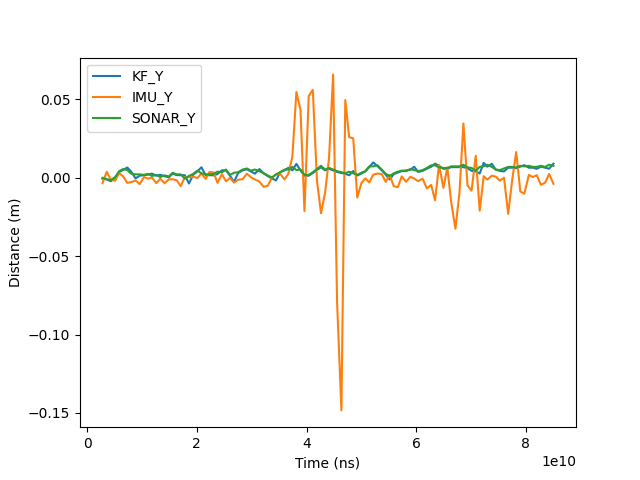 KF_Y
IMU_Y
SONAR_Y
0.05
0.00
−0.05
−0.10
−0.15
Distance (m)
0 2 4 6 8
1e10
Time (ns)